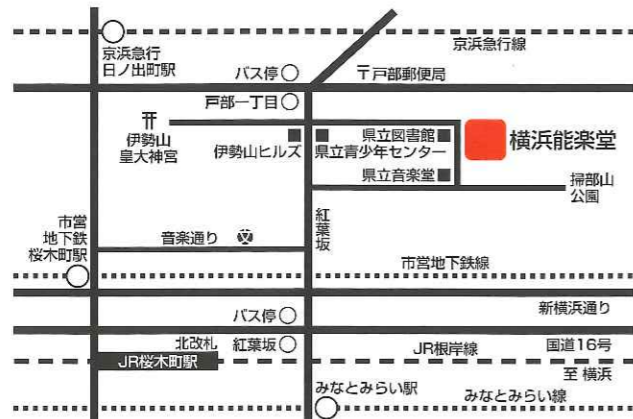 京浜急行線
京浜急行
日ノ出町駅
バス停
〒戸部郵便局
戸部一丁目
伊勢山
皇大神宮
伊勢山ヒルズ
県立図書館
県立青少年センター
横浜能楽堂
県立音楽堂
掃部山
公園
紅葉坂
市営
地下鉄
桜木町駅
音楽通り
文
市営地下鉄線
新横浜通り
バス停
北改札
紅葉坂
JR根岸線
国道16号
JR桜木町駅
至 横浜
みなとみらい駅
みなとみらい線